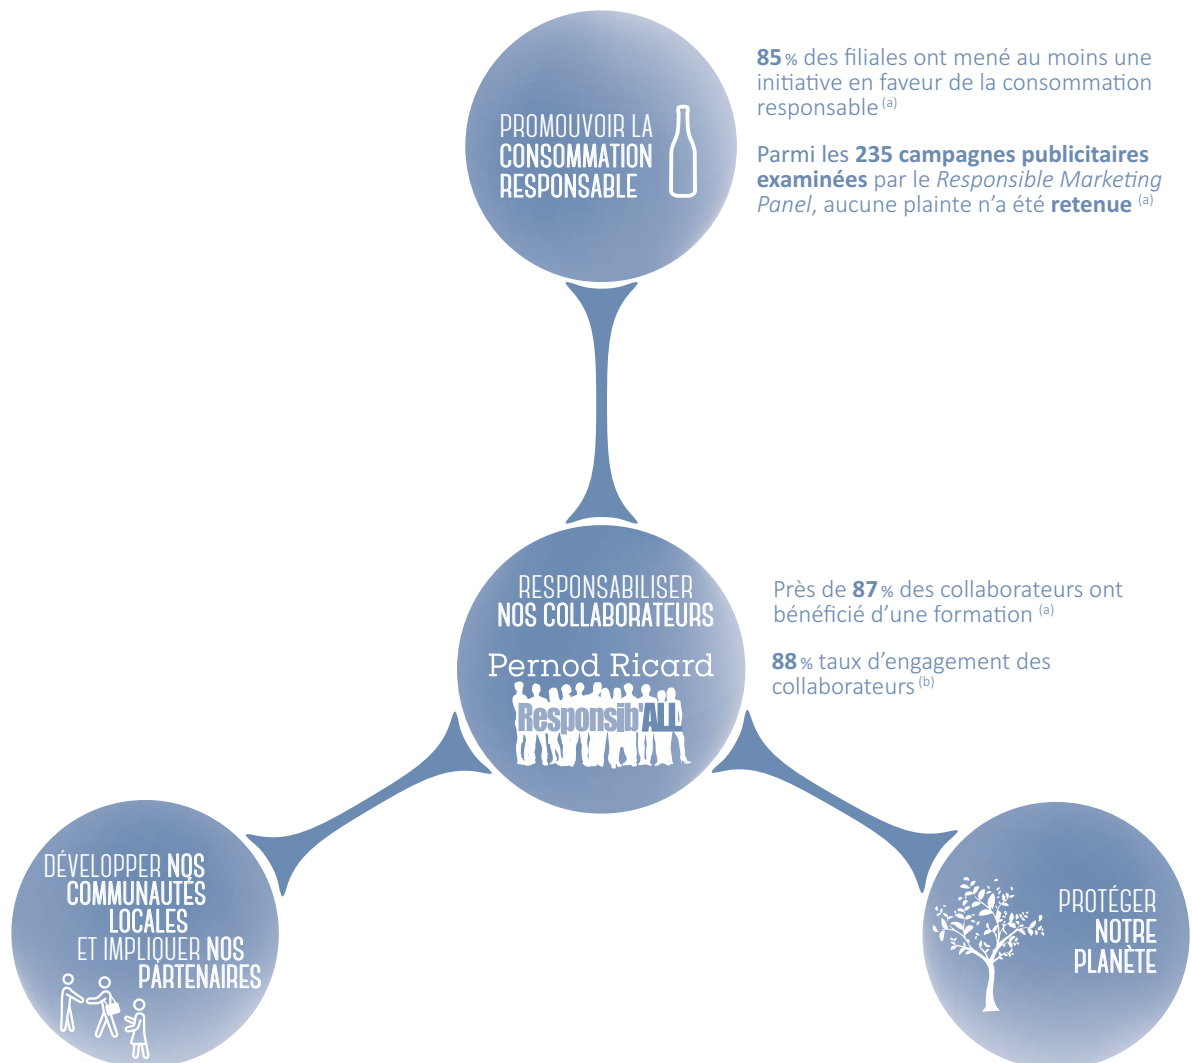 PROMOUVOIR LA
CONSOMMATION
RESPONSABLE
85 % des filiales ont mené au moins une
initiative en faveur de la consommation
responsable (a)
Parmi les 235 campagnes publicitaires
examinées par le Responsible Marketing
Panel, aucune plainte n’a été retenue (a)
RESPONSABILISER
NOS COLLABORATEURS
Pernod Ricard
Responsib'ALL
Près de 87 % des collaborateurs ont
bénéficié d’une formation (a)
88 % taux d’engagement des
collaborateurs (b)
DÉVELOPPER NOS
COMMUNAUTÉS
LOCALES
ET IMPLIQUER NOS
PARTENAIRES
PROTÉGER
NOTRE
PLANÈTE